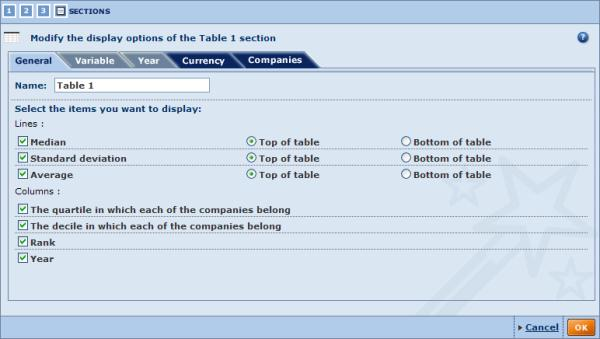 1 2 3 SECTIONS
Modify the display options of the Table 1 section ?
General Variable Year Currency Companies
Name: Table 1
Select the items you want to display:
Lines :
Median Top of table Bottom of table
Standard deviation Top of table Bottom of table
Average Top of table Bottom of table
Columns :
The quartile in which each of the companies belong
The decile in which each of the companies belong
Rank
Year
Cancel OK